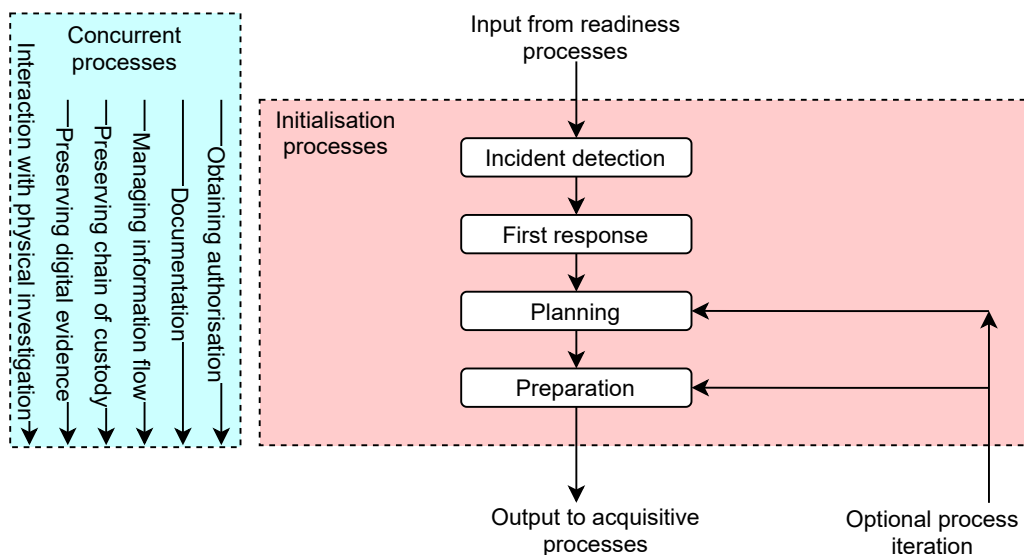 Concurrent
processes
Interaction with physical investigation
Preserving digital evidence
Preserving chain of custody
Managing information flow
Documentation
Obtaining authorisation
Input from readiness
processes
Initialisation
processes
Incident detection
First response
Planning
Preparation
Output to acquisitive
processes
Optional process
iteration